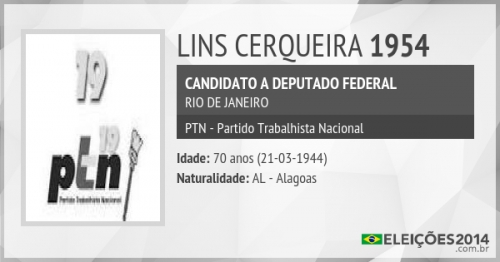 19
19
ptn
Partido Trabalhista Nacional
LINS CERQUEIRA 1954
CANDIDATO A DEPUTADO FEDERAL
RIO DE JANEIRO
PTN - Partido Trabalhista Nacional
Idade: 70 anos (21-03-1944)
Naturalidade: AL - Alagoas
ELEIÇÕES2014
.com.br